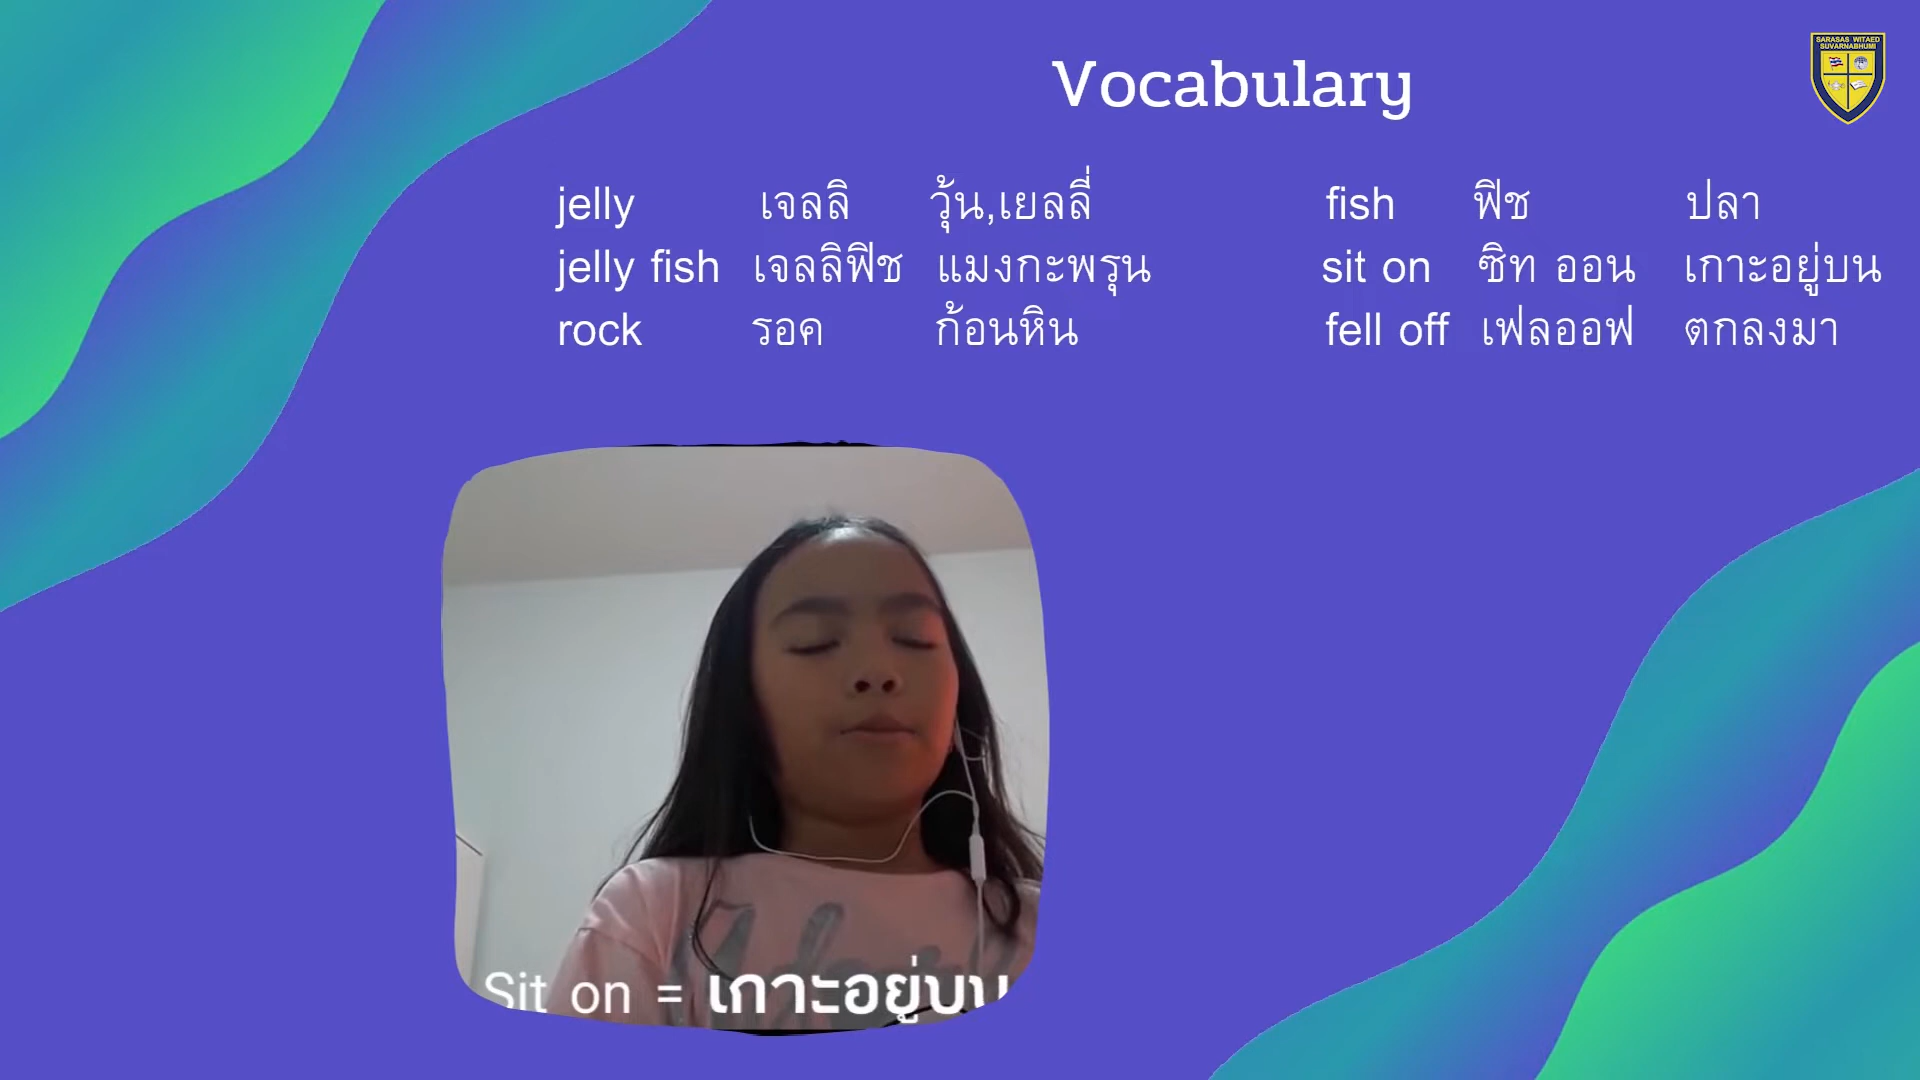 SARASAS WITAED
SUVARNABHUMI
Vocabulary
jelly เจลลิ วุ้น,เยลลี่ fish ฟิช ปลา
jelly fish เจลลิฟิช แมงกะพรุน sit on ซิท ออน เกาะอยู่บน
rock รอค ก้อนหิน fell off เฟลออฟ ตกลงมา
Sit on = เกาะอยู่บน